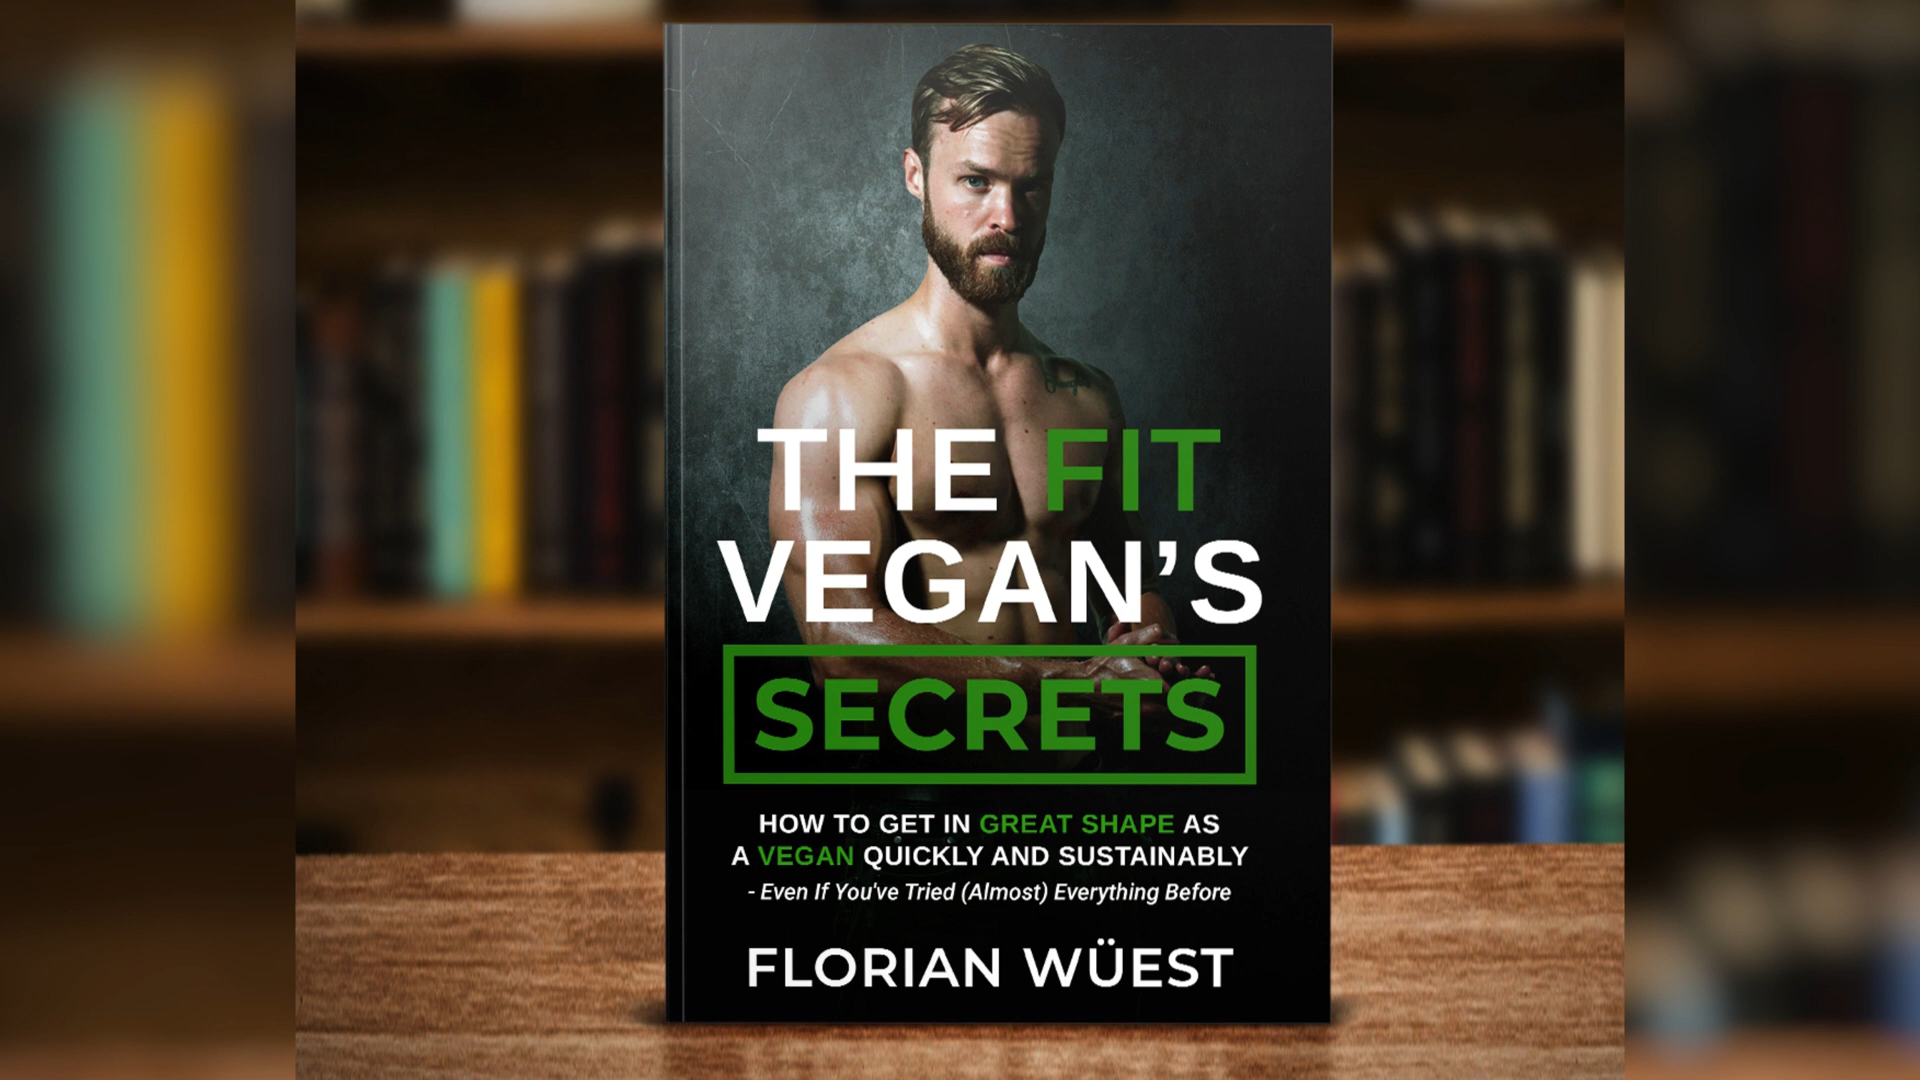 THE FIT
VEGAN’S
SECRETS
HOW TO GET IN GREAT SHAPE AS
A VEGAN QUICKLY AND SUSTAINABLY
- Even If You've Tried (Almost) Everything Before
FLORIAN WÜEST